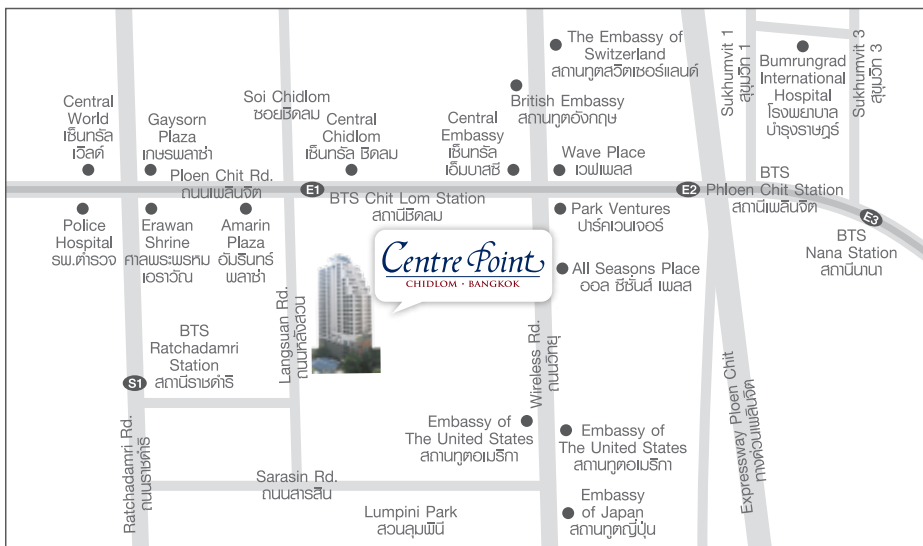 The Embassy of
Switzerland
สถานทูตสวิตเซอร์แลนด์
Sukhumvit 1
สุขุมวิท 1
Bumrungrad
International
Hospital
โรงพยาบาล
บำรุงราษฎร์
Sukhumvit 3
สุขุมวิท 3
Central
World
เซ็นทรัล
เวิลด์
Gaysorn
Plaza
เกษรพลาซ่า
Soi Chidlom
ซอยชิดลม
Central
Chidlom
เซ็นทรัล ชิดลม
British Embassy
สถานทูตอังกฤษ
Central
Embassy
เซ็นทรัล
เอ็มบาสซี
Wave Place
เวฟเพลส
Ploen Chit Rd.
ถนนเพลินจิต
E1
BTS Chit Lom Station
สถานีชิดลม
E2
BTS
Phloen Chit Station
สถานีเพลินจิต
E3
BTS
Nana Station
สถานีนานา
Police
Hospital
รพ.ตำรวจ
Erawan
Shrine
ศาลพระพรหม
เอราวัณ
Amarin
Plaza
อัมรินทร์
พลาซ่า
Park Ventures
ปาร์คเวนเจอร์
Centre Point
CHIDLOM · BANGKOK
All Seasons Place
ออล ซีซั่นส์ เพลส
Langsuan Rd.
ถนนหลังสวน
BTS
Ratchadamri
Station
สถานีราชดำริ
S1
Wireless Rd.
ถนนวิทยุ
Ratchadamri Rd.
ถนนราชดำริ
Embassy of
The United States
สถานทูตอเมริกา
Embassy of
The United States
สถานทูตอเมริกา
Expressway Ploen Chit
ทางด่วนเพลินจิต
Sarasin Rd.
ถนนสารสิน
Lumpini Park
สวนลุมพินี
Embassy
of Japan
สถานทูตญี่ปุ่น